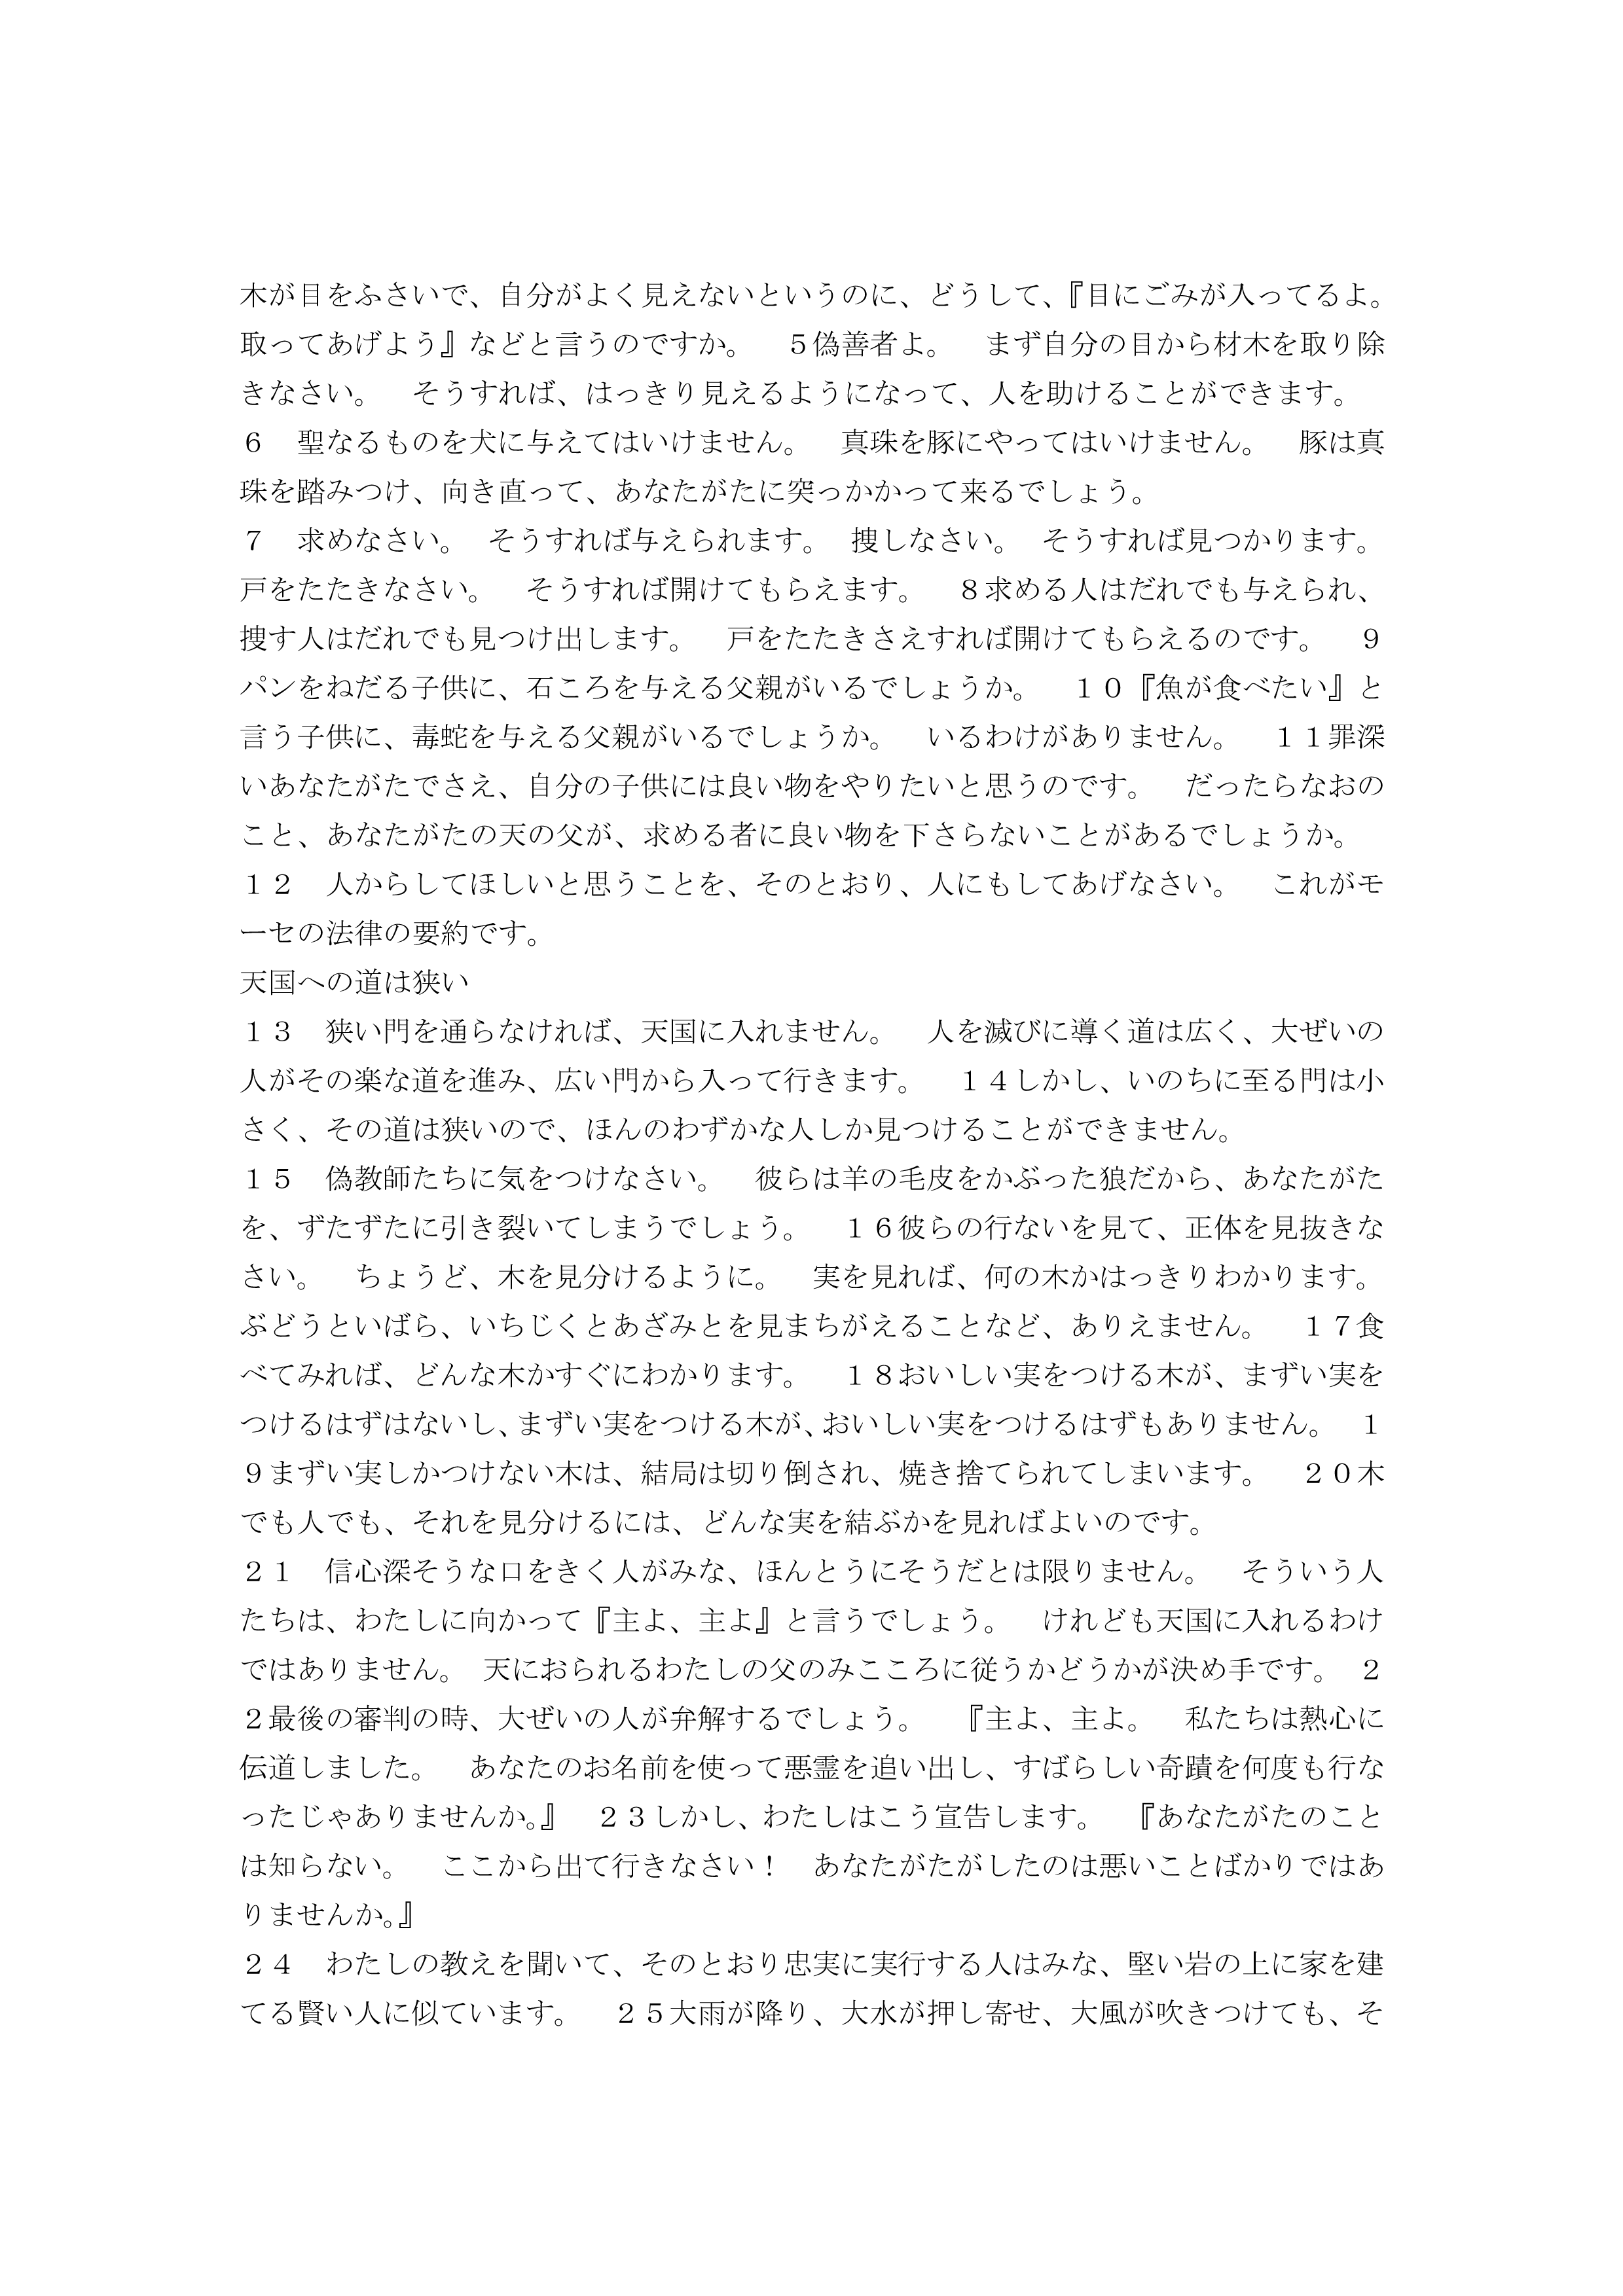 木が目をふさいで、自分がよく見えないというのに、どうして、『目にごみが入ってるよ。
取ってあげよう』などと言うのですか。　５偽善者よ。　まず自分の目から材木を取り除
きなさい。　そうすれば、はっきり見えるようになって、人を助けることができます。
６　聖なるものを犬に与えてはいけません。　真珠を豚にやってはいけません。　豚は真
珠を踏みつけ、向き直って、あなたがたに突っかかって来るでしょう。
７　求めなさい。　そうすれば与えられます。　捜しなさい。　そうすれば見つかります。
戸をたたきなさい。　そうすれば開けてもらえます。　８求める人はだれでも与えられ、
捜す人はだれでも見つけ出します。　戸をたたきさえすれば開けてもらえるのです。　９
パンをねだる子供に、石ころを与える父親がいるでしょうか。　１０『魚が食べたい』と
言う子供に、毒蛇を与える父親がいるでしょうか。　いるわけがありません。　１１罪深
いあなたがたでさえ、自分の子供には良い物をやりたいと思うのです。　だったらなおの
こと、あなたがたの天の父が、求める者に良い物を下さらないことがあるでしょうか。
１２　人からしてほしいと思うことを、そのとおり、人にもしてあげなさい。　これがモ
ーセの法律の要約です。
天国への道は狭い
１３　狭い門を通らなければ、天国に入れません。　人を滅びに導く道は広く、大ぜいの
人がその楽な道を進み、広い門から入って行きます。　１４しかし、いのちに至る門は小
さく、その道は狭いので、ほんのわずかな人しか見つけることができません。
１５　偽教師たちに気をつけなさい。　彼らは羊の毛皮をかぶった狼だから、あなたがた
を、ずたずたに引き裂いてしまうでしょう。　１６彼らの行ないを見て、正体を見抜きな
さい。　ちょうど、木を見分けるように。　実を見れば、何の木かはっきりわかります。
ぶどうといばら、いちじくとあざみとを見まちがえることなど、ありえません。　１７食
べてみれば、どんな木かすぐにわかります。　１８おいしい実をつける木が、まずい実を
つけるはずはないし、まずい実をつける木が、おいしい実をつけるはずもありません。　１
９まずい実しかつけない木は、結局は切り倒され、焼き捨てられてしまいます。　２０木
でも人でも、それを見分けるには、どんな実を結ぶかを見ればよいのです。
２１　信心深そうな口をきく人がみな、ほんとうにそうだとは限りません。　そういう人
たちは、わたしに向かって『主よ、主よ』と言うでしょう。　けれども天国に入れるわけ
ではありません。　天におられるわたしの父のみこころに従うかどうかが決め手です。　２
２最後の審判の時、大ぜいの人が弁解するでしょう。　『主よ、主よ。　私たちは熱心に
伝道しました。　あなたのお名前を使って悪霊を追い出し、すばらしい奇蹟を何度も行な
ったじゃありませんか。』　２３しかし、わたしはこう宣告します。　『あなたがたのこと
は知らない。　ここから出て行きなさい！　あなたがたがしたのは悪いことばかりではあ
りませんか。』
２４　わたしの教えを聞いて、そのとおり忠実に実行する人はみな、堅い岩の上に家を建
てる賢い人に似ています。　２５大雨が降り、大水が押し寄せ、大風が吹きつけても、そ